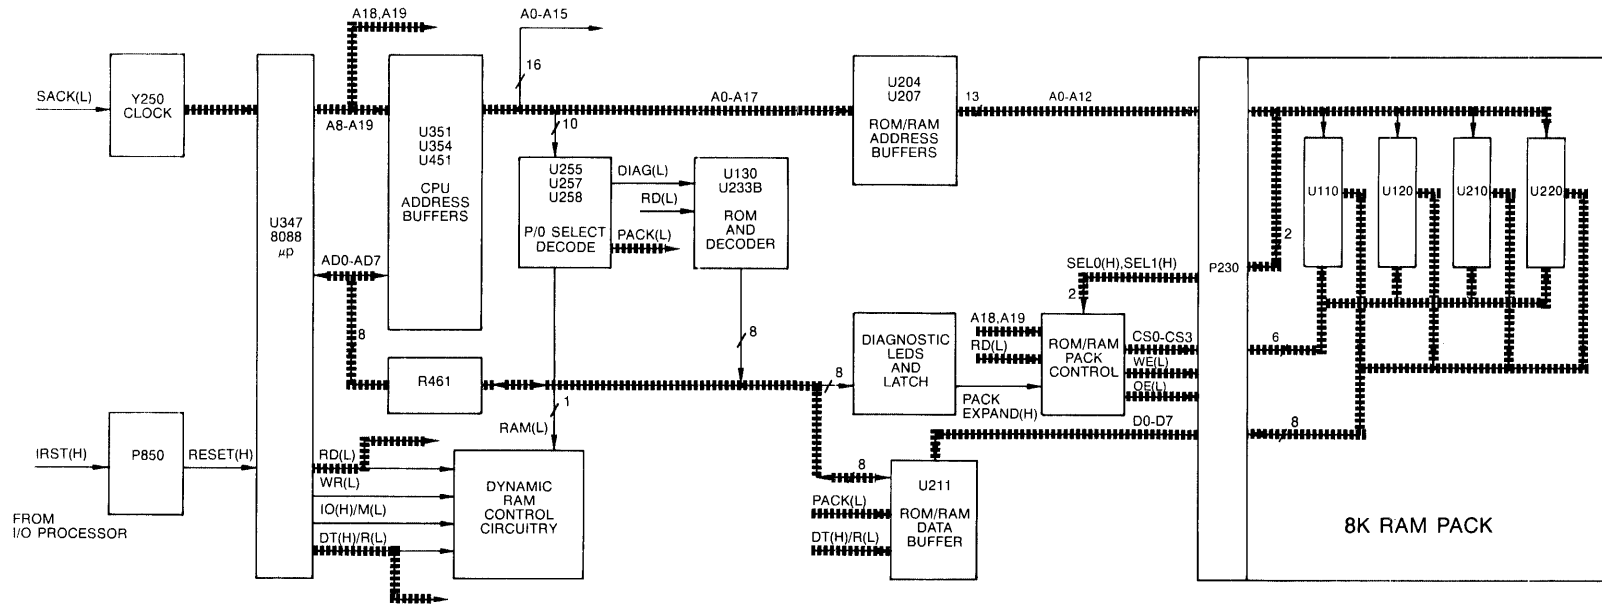 A18,A19
A0-A15
16
SACK(L)
Y250
CLOCK
A8-A19
U351
U354
U451
CPU
ADDRESS
BUFFERS
A0-A17
10
U204
U207
ROM/RAM
ADDRESS
BUFFERS
13
A0-A12
U255
U257
U258
P/O SELECT
DECODE
DIAG(L)
RD(L)
PACK(L)
U130
U233B
ROM
AND
DECODER
U110
U120
U210
U220
2
U347
8088
μp
AD0-AD7
8
P230
SEL0(H),SEL1(H)
2
A18,A19
RD(L)
ROM/RAM
PACK
CONTROL
CS0-CS3
WE(L)
OE(L)
6
8
DIAGNOSTIC
LEDS
AND
LATCH
8
PACK
EXPAND(H)
R461
1
RAM(L)
D0-D7
8
IRST(H)
P850
RESET(H)
RD(L)
WR(L)
IO(H)/M(L)
DT(H)/R(L)
DYNAMIC
RAM
CONTROL
CIRCUITRY
8
U211
ROM/RAM
DATA
BUFFER
PACK(L)
DT(H)/R(L)
FROM
I/O PROCESSOR
8K RAM PACK